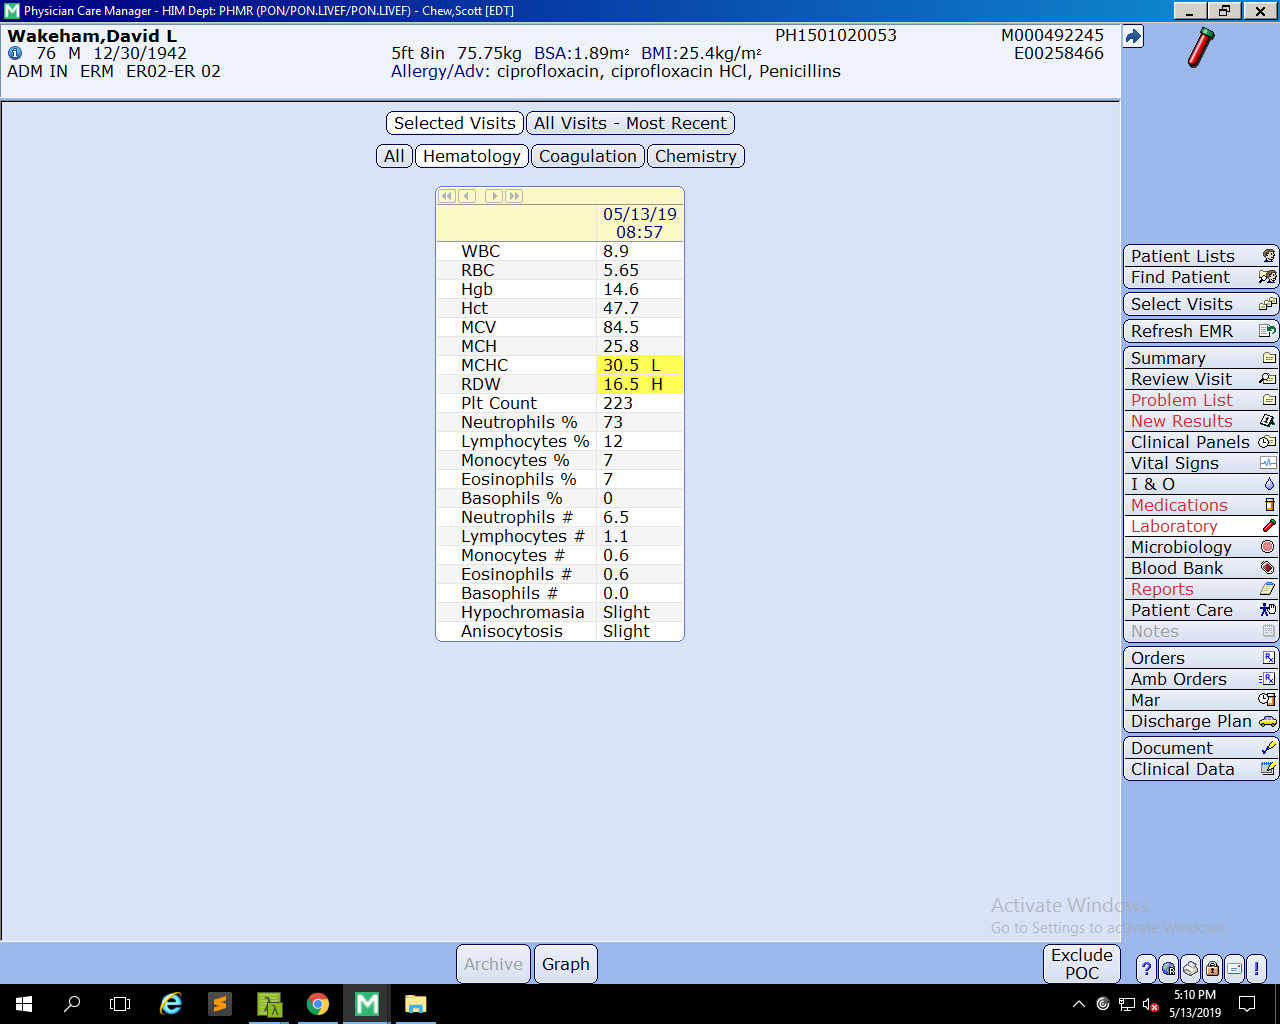 Physician Care Manager - HIM Dept: PHMR (PON/PON.LIVEF/PON.LIVEF) - Chew,Scott [EDT]
Wakeham,David L PH1501020053 M000492245
76 M 12/30/1942 5ft 8in 75.75kg BSA:1.89m² BMI:25.4kg/m² E00258466
ADM IN ERM ER02-ER 02 Allergy/Adv: ciprofloxacin, ciprofloxacin HCl, Penicillins
Selected Visits All Visits - Most Recent
All Hematology Coagulation Chemistry
05/13/19
08:57
WBC 8.9
RBC 5.65
Hgb 14.6
Hct 47.7
MCV 84.5
MCH 25.8
MCHC 30.5 L
RDW 16.5 H
Plt Count 223
Neutrophils % 73
Lymphocytes % 12
Monocytes % 7
Eosinophils % 7
Basophils % 0
Neutrophils # 6.5
Lymphocytes # 1.1
Monocytes # 0.6
Eosinophils # 0.6
Basophils # 0.0
Hypochromasia Slight
Anisocytosis Slight
Patient Lists
Find Patient
Select Visits
Refresh EMR
Summary
Review Visit
Problem List
New Results
Clinical Panels
Vital Signs
I & O
Medications
Laboratory
Microbiology
Blood Bank
Reports
Patient Care
Notes
Orders
Amb Orders
Mar
Discharge Plan
Document
Clinical Data
Activate Windows
Go to Settings to activate Windows.
Archive Graph
Exclude
POC
5:10 PM
5/13/2019